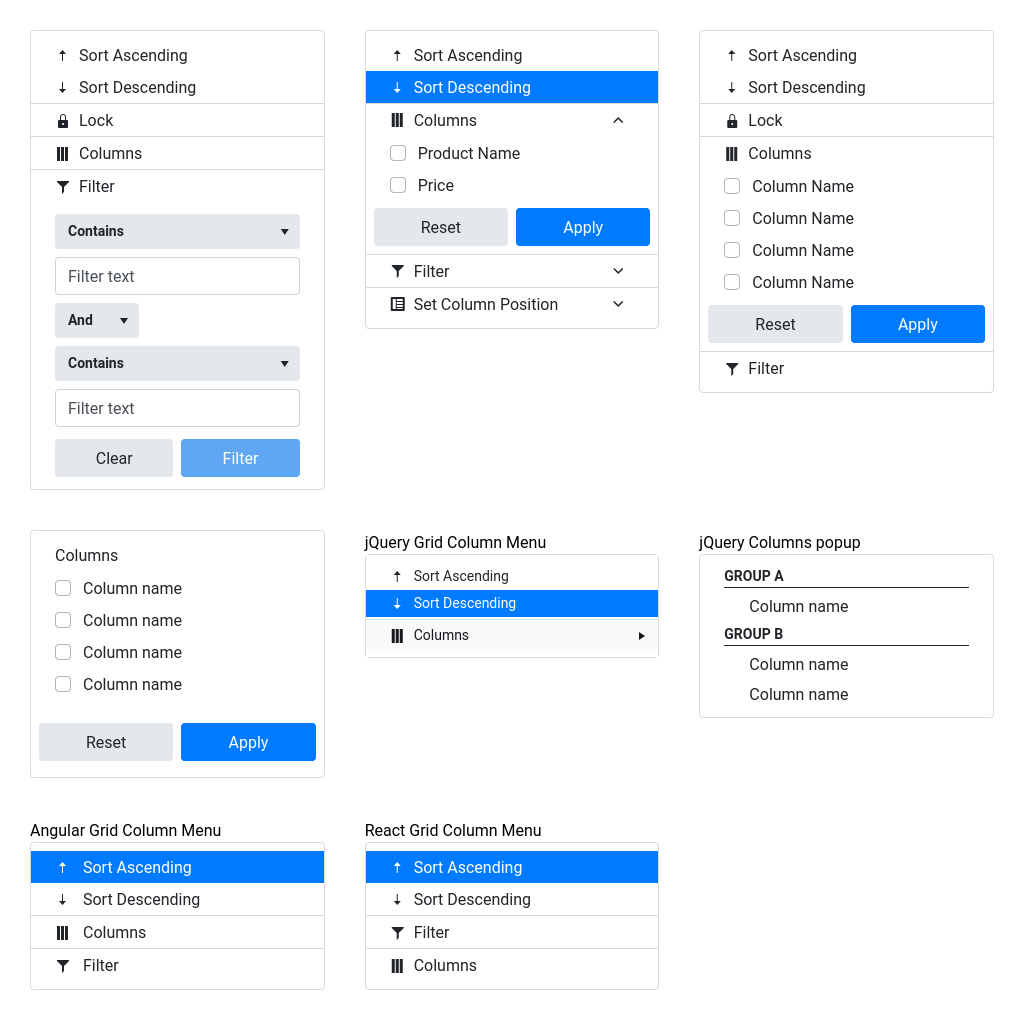 Sort Ascending
Sort Descending
Lock
Columns
Filter
Contains
Filter text
And
Contains
Filter text
Clear
Filter
Sort Ascending
Sort Descending
Columns
Product Name
Price
Reset
Apply
Filter
Set Column Position
Sort Ascending
Sort Descending
Lock
Columns
Column Name
Column Name
Column Name
Column Name
Reset
Apply
Filter
Columns
Column name
Column name
Column name
Column name
Reset
Apply
jQuery Grid Column Menu
Sort Ascending
Sort Descending
Columns
jQuery Columns popup
GROUP A
Column name
GROUP B
Column name
Column name
Angular Grid Column Menu
Sort Ascending
Sort Descending
Columns
Filter
React Grid Column Menu
Sort Ascending
Sort Descending
Filter
Columns